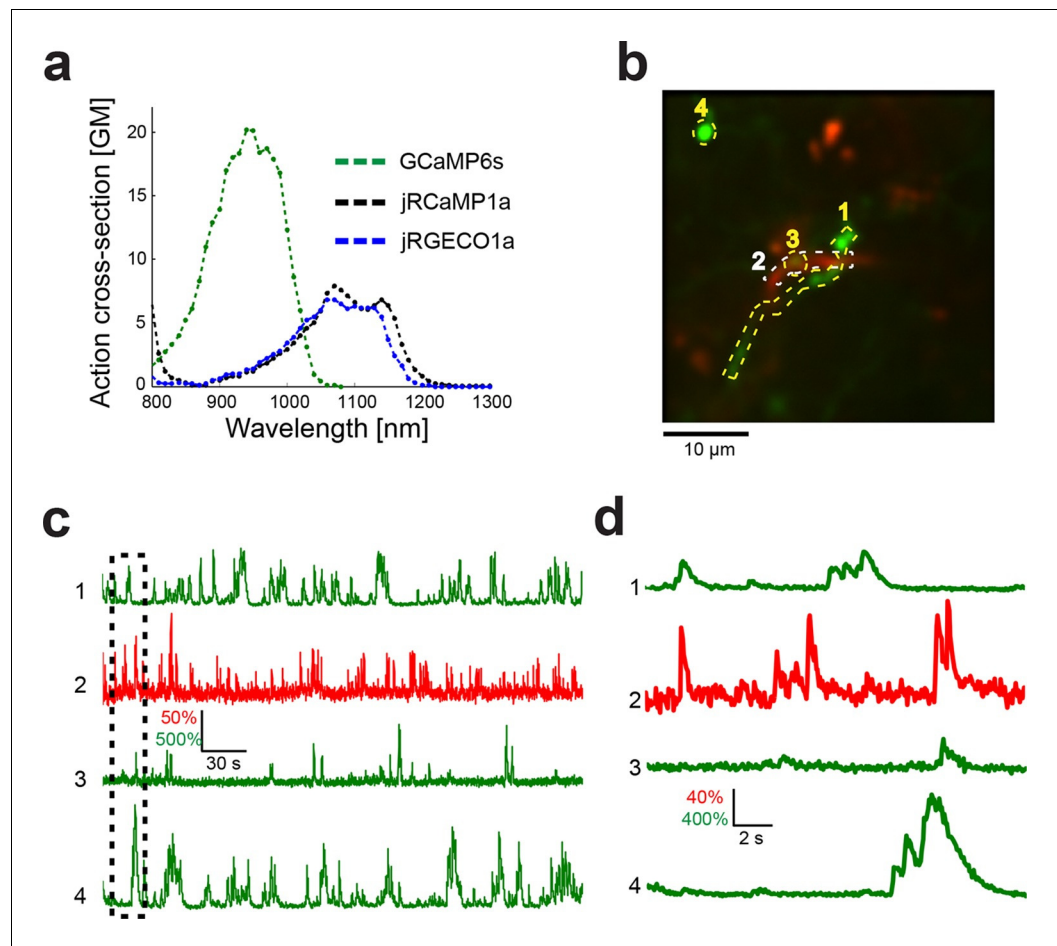 a
b
20
15
10
5
0
Action cross-section [GM]
GCaMP6s
jRCaMP1a
jRGECO1a
800 900 1000 1100 1200 1300
Wavelength [nm]
4
1
3
2
10 µm
c
d
1
2
50%
500%
30 s
3
4
1
2
3
40%
400%
2 s
4